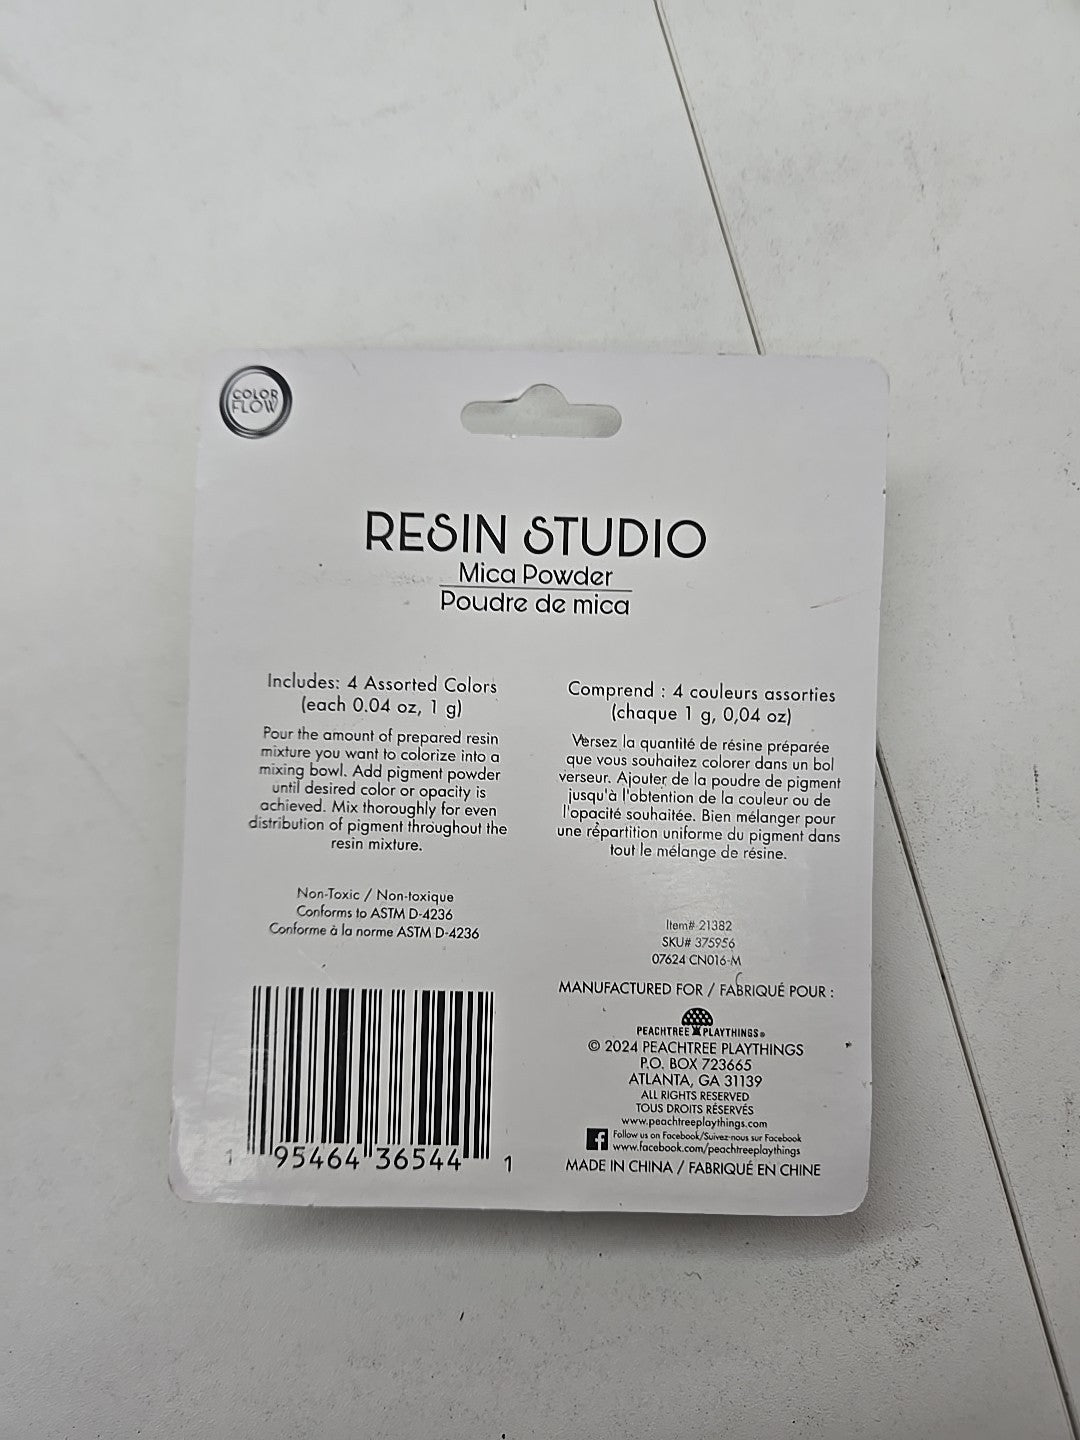 COLOR
FLOW
RESIN STUDIO
Mica Powder
Poudre de mica
Includes: 4 Assorted Colors
(each 0.04 oz, 1 g)
Pour the amount of prepared resin
mixture you want to colorize into a
mixing bowl. Add pigment powder
until desired color or opacity is
achieved. Mix thoroughly for even
distribution of pigment throughout the
resin mixture.
Non-Toxic / Non-toxique
Conforms to ASTM D-4236
Conforme à la norme ASTM D-4236
1 95464 36544 1
Comprend : 4 couleurs assorties
(chaque 1 g, 0,04 oz)
Versez la quantité de résine préparée
que vous souhaitez colorer dans un bol
verseur. Ajouter de la poudre de pigment
jusqu'à l'obtention de la couleur ou de
l'opacité souhaitée. Bien mélanger pour
une répartition uniforme du pigment dans
tout le mélange de résine.
Item# 21382
SKU# 375956
07624 CN016-M
MANUFACTURED FOR / FABRIQUÉ POUR :
PEACHTREE PLAYTHINGS®
© 2024 PEACHTREE PLAYTHINGS
P.O. BOX 723665
ATLANTA, GA 31139
ALL RIGHTS RESERVED
TOUS DROITS RÉSERVÉS
www.peachtreeplaythings.com
f Follow us on Facebook/Suivez-nous sur Facebook
www.facebook.com/peachtreeplaythings
MADE IN CHINA / FABRIQUÉ EN CHINE